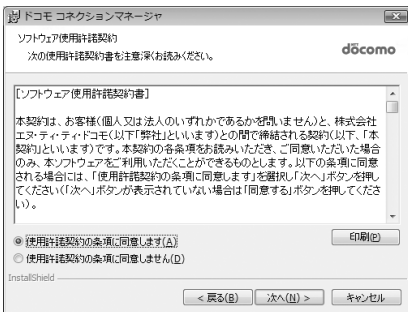 ドコモ コネクションマネージャ
ソフトウェア使用許諾契約
次の使用許諾契約書を注意深くお読みください。
döcomo
[ソフトウェア使用許諾契約書]
本契約は、お客様(個人又は法人のいずれであるかを問いません)と、株式会社
エヌ・ティ・ティ・ドコモ(以下「弊社」といいます)との間で締結される契約(以下、「本
契約」といいます)です。本契約の各条項をお読みいただき、ご同意いただいた場合
のみ、本ソフトウェアをご利用いただくことができるものとします。以下の条項に同意
される場合には、「使用許諾契約の条項に同意します」を選択し「次へ」ボタンを押し
てください(「次へ」ボタンが表示されていない場合は「同意する」ボタンを押してくださ
い)。
使用許諾契約の条項に同意します(A)
印刷(P)
使用許諾契約の条項に同意しません(D)
InstallShield
< 戻る(B) 次へ(N) > キャンセル